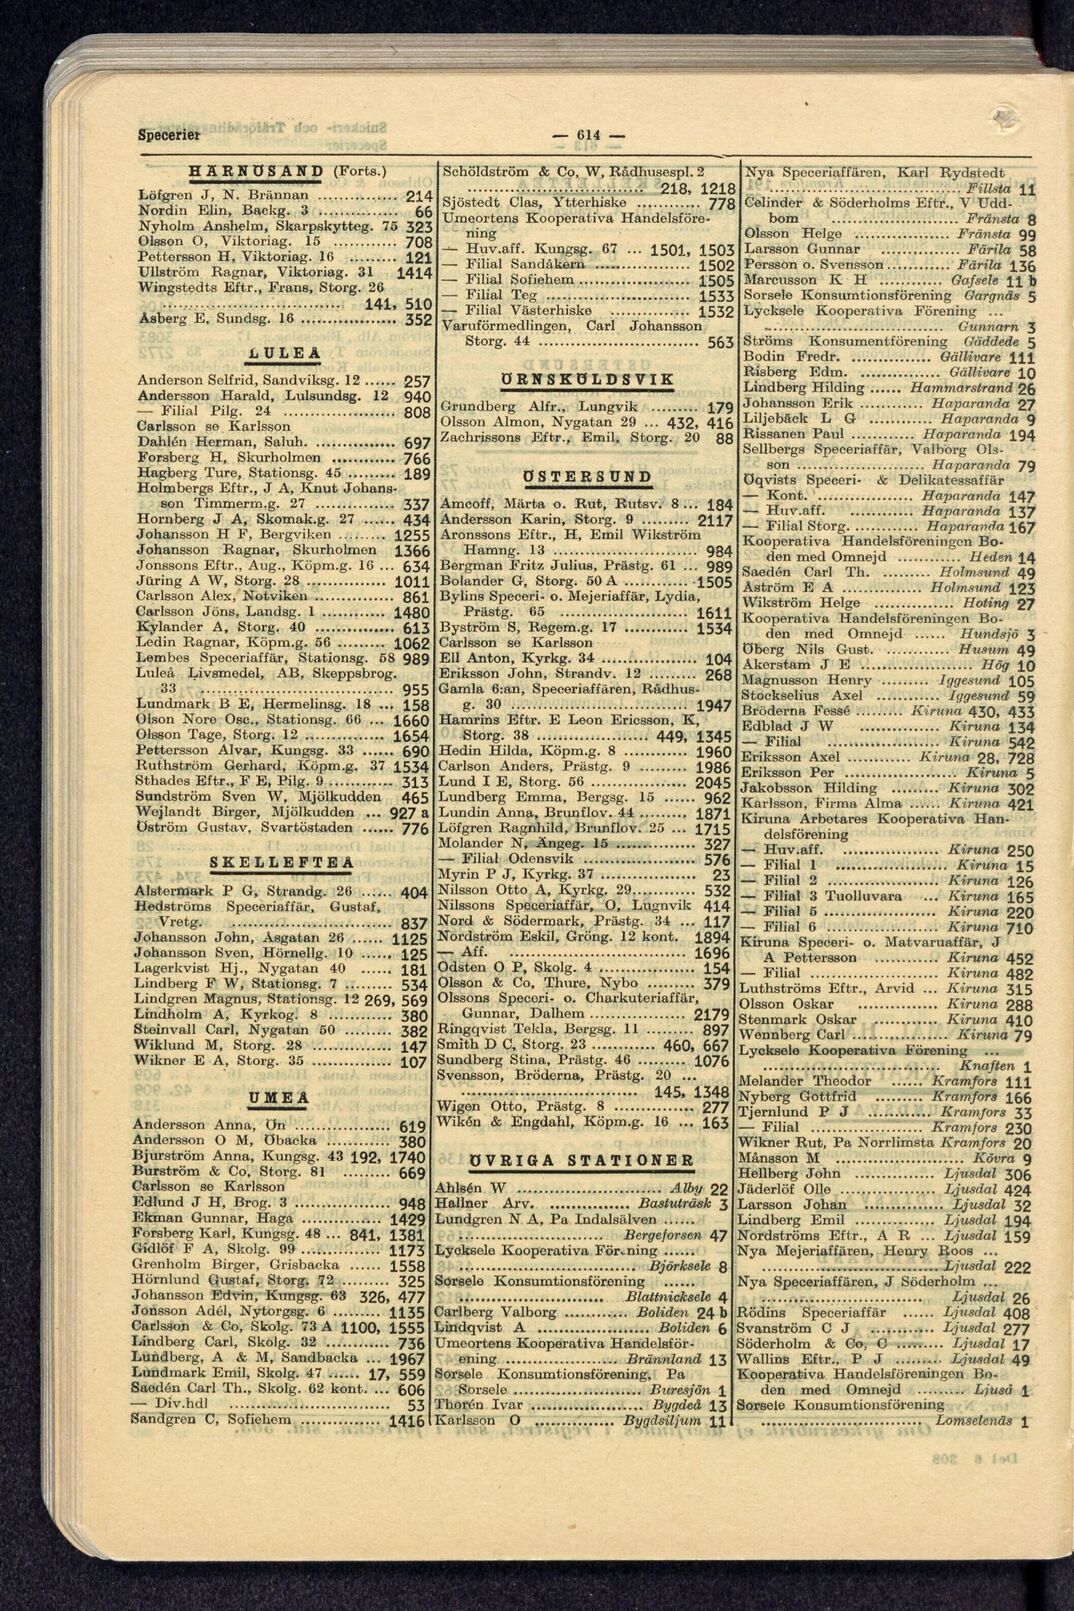 Specerier
— 614 —
HÄRNÖSAND (Forts.)
Löfgren J, N. Brännan ............... 214
Nordin Elin, Backg. 3 ............... 66
Nyholm Anshelm, Skarpskytteg. 75 323
Olsson O, Viktoriag. 15 ............ 708
Pettersson H, Viktoriag. 16 ......... 121
Ullström Ragnar, Viktoriag. 31 1414
Wingstedts Eftr., Frans, Storg. 26
................................. 141, 510
Åsberg E, Sundsg. 16 .................. 352
LULEÅ
Anderson Selfrid, Sandviksg. 12 ...... 257
Andersson Harald, Lulsundsg. 12 940
— Filial Pilg. 24 ..................... 808
Carlsson se Karlsson
Dahlén Herman, Saluh. ............... 697
Forsberg H, Skurholmen ............ 766
Hagberg Ture, Stationsg. 45 ......... 189
Holmbergs Eftr., J A, Knut Johans-
son Timmerm.g. 27 ............... 337
Hornberg J A, Skomak.g. 27 ...... 434
Johansson H F, Bergviken ......... 1255
Johansson Ragnar, Skurholmen 1366
Jonssons Eftr., Aug., Köpm.g. 16 ... 634
Jüring A W, Storg. 28 ............... 1011
Carlsson Alex, Notviken ............... 861
Carlsson Jöns, Landsg. 1 ............ 1480
Kylander A, Storg. 40 ............... 613
Ledin Ragnar, Köpm.g. 56 ......... 1062
Lembes Speceriaffär, Stationsg. 58 989
Luleå Livsmedel, AB, Skeppsbrog.
33 .................................... 955
Lundmark B E, Hermelinsg. 18 ... 158
Olson Nore Osc., Stationsg. 66 ... 1660
Olsson Tage, Storg. 12 ............... 1654
Pettersson Alvar, Kungsg. 33 ...... 690
Ruthström Gerhard, Köpm.g. 37 1534
Sthades Eftr., F E, Pilg. 9 ............ 313
Sundström Sven W, Mjölkudden 465
Wejlandt Birger, Mjölkudden ... 927 a
Öström Gustav, Svartöstaden ...... 776
SKELLEFTEÅ
Alstermark P G, Strandg. 26 ...... 404
Hedströms Speceriaffär, Gustaf,
Vretg. .............................. 837
Johansson John, Åsgatan 26 ...... 1125
Johansson Sven, Hörnellg. 10 ...... 125
Lagerkvist Hj., Nygatan 40 ...... 181
Lindberg F W, Stationsg. 7 ......... 534
Lindgren Magnus, Stationsg. 12 269, 569
Lindholm A, Kyrkog. 8 ............ 380
Steinvall Carl, Nygatan 50 ......... 382
Wiklund M, Storg. 28 ............... 147
Wikner E A, Storg. 35 ............... 107
UMEÅ
Andersson Anna, Ön .................. 619
Andersson O M, Öbacka ............ 380
Bjurström Anna, Kungsg. 43 192, 1740
Burström & Co, Storg. 81 ......... 669
Carlsson se Karlsson
Edlund J H, Brog. 3 .................. 948
Ekman Gunnar, Haga ............... 1429
Forsberg Karl, Kungsg. 48 ... 841, 1381
Gidlöf F A, Skolg. 99 ............... 1173
Grenholm Birger, Grisbacka ...... 1558
Hörnlund Gustaf, Storg. 72 ......... 325
Johansson Edvin, Kungsg. 63 326, 477
Jonsson Adél, Nytorgsg. 6 ......... 1135
Carlsson & Co, Skolg. 73 A 1100, 1555
Lindberg Carl, Skolg. 32 ............ 736
Lundberg, A & M, Sandbacka ... 1967
Lundmark Emil, Skolg. 47 ...... 17, 559
Saedén Carl Th., Skolg. 62 kont. ... 606
— Div.hdl .............................. 53
Sandgren C, Sofiehem ............... 1416
Schöldström & Co, W, Rådhusespl. 2
................................. 218, 1218
Sjöstedt Clas, Ytterhiske ............ 778
Umeortens Kooperativa Handelsföre-
ning
— Huv.aff. Kungsg. 67 ... 1501, 1503
— Filial Sandåkern .................. 1502
— Filial Sofiehem ..................... 1505
— Filial Teg ........................... 1533
— Filial Västerhiske ............... 1532
Varuförmedlingen, Carl Johansson
Storg. 44 .............................. 563
ÖRNSKÖLDSVIK
Grundberg Alfr., Lungvik ......... 179
Olsson Almon, Nygatan 29 ... 432, 416
Zachrissons Eftr., Emil, Storg. 20 88
ÖSTERSUND
Amcoff, Märta o. Rut, Rutsv. 8 ... 184
Andersson Karin, Storg. 9 ......... 2117
Aronssons Eftr., H, Emil Wikström
Hamng. 13 ........................... 984
Bergman Fritz Julius, Prästg. 61 ... 989
Bolander G, Storg. 50 A ............ 1505
Bylins Speceri- o. Mejeriaffär, Lydia,
Prästg. 65 ........................... 1611
Byström S, Regem.g. 17 ............ 1534
Carlsson se Karlsson
Ell Anton, Kyrkg. 34 .................. 104
Eriksson John, Strandv. 12 ......... 268
Gamla 6:an, Speceriaffären, Rådhus-
g. 30 ................................. 1947
Hamrins Eftr. E Leon Ericsson, K,
Storg. 38 ..................... 449, 1345
Hedin Hilda, Köpm.g. 8 ............ 1960
Carlson Anders, Prästg. 9 ......... 1986
Lund I E, Storg. 56 .................. 2045
Lundberg Emma, Bergsg. 15 ...... 962
Lundin Anna, Brunflov. 44 ......... 1871
Löfgren Ragnhild, Brunflov. 25 ... 1715
Molander N, Ängeg. 15 ............... 327
— Filial Odensvik ..................... 576
Myrin P J, Kyrkg. 37 .................. 23
Nilsson Otto A, Kyrkg. 29............ 532
Nilssons Speceriaffär, O, Lugnvik 414
Nord & Södermark, Prästg. 34 ... 117
Nordström Eskil, Gröng. 12 kont. 1894
— Aff. ................................. 1696
Odsten O P, Skolg. 4 .................. 154
Olsson & Co, Thure, Nybo ......... 379
Olssons Speceri- o. Charkuteriaffär,
Gunnar, Dalhem .................. 2179
Ringqvist Tekla, Bergsg. 11 ......... 897
Smith D C, Storg. 23 ............ 460, 667
Sundberg Stina, Prästg. 46 ......... 1076
Svensson, Bröderna, Prästg. 20 ...
................................. 145, 1348
Wigen Otto, Prästg. 8 ............... 277
Wikén & Engdahl, Köpm.g. 16 ... 163
ÖVRIGA STATIONER
Ahlsén W ........................... Alby 22
Hallner Arv. ............... Bastuträsk 3
Lundgren N A, Pa Indalsälven ......
........................... Bergeforsen 47
Lycksele Kooperativa Förening ......
................................. Björksele 8
Sorsele Konsumtionsförening ......
........................... Blattnicksele 4
Carlberg Valborg ............ Boliden 24 b
Lindqvist A ..................... Boliden 6
Umeortens Kooperativa Handelsför-
ening ........................ Brännland 13
Sorsele Konsumtionsförening, Pa
Sorsele ........................ Buresjön 1
Thorén Ivar ..................... Bygdeå 13
Karlsson O ............... Bygdsiljum 11
Nya Speceriaffären, Karl Rydstedt
.................................... Fillsta 11
Celinder & Söderholms Eftr., V Udd-
bom ........................ Fränsta 8
Olsson Helge .................. Fränsta 99
Larsson Gunnar ............... Färila 58
Persson o. Svensson............ Färila 136
Marcusson K H ............ Gafsele 11 b
Sorsele Konsumtionsförening Gargnäs 5
Lycksele Kooperativa Förening ...
.................................... Gunnarn 3
Ströms Konsumentförening Gäddede 5
Bodin Fredr. ............... Gällivare 111
Risberg Edm. ............... Gällivare 10
Lindberg Hilding ...... Hammarstrand 26
Johansson Erik ............ Haparanda 27
Liljebäck L G ............ Haparanda 9
Rissanen Paul ............ Haparanda 194
Sellbergs Speceriaffär, Valborg Ols-
son ........................ Haparanda 79
Öqvists Speceri- & Delikatessaffär
— Kont. ..................... Haparanda 147
— Huv.aff. ............ Haparanda 137
— Filial Storg. ............ Haparanda 167
Kooperativa Handelsföreningen Bo-
den med Omnejd ............ Heden 14
Saedén Carl Th. ......... Holmsund 49
Åström E A ............... Holmsund 123
Wikström Helge ............... Hoting 27
Kooperativa Handelsföreningen Bo-
den med Omnejd ...... Hundsjö 3
Öberg Nils Gust. ............... Husum 49
Åkerstam J E ..................... Hög 10
Magnusson Henry ......... Iggesund 105
Stockselius Axel ............ Iggesund 59
Bröderna Fessé ......... Kiruna 430, 433
Edblad J W ............... Kiruna 134
— Filial ..................... Kiruna 542
Eriksson Axel ............ Kiruna 28, 728
Eriksson Per ..................... Kiruna 5
Jakobsson Hilding ......... Kiruna 302
Karlsson, Firma Alma ...... Kiruna 421
Kiruna Arbetares Kooperativa Han-
delsförening
— Huv.aff. ..................... Kiruna 250
— Filial 1 ..................... Kiruna 15
— Filial 2 ..................... Kiruna 126
— Filial 3 Tuolluvara ... Kiruna 165
— Filial 5 ..................... Kiruna 220
— Filial 6 ..................... Kiruna 710
Kiruna Speceri- o. Matvaruaffär, J
A Pettersson ............ Kiruna 452
— Filial ........................ Kiruna 482
Luthströms Eftr., Arvid ... Kiruna 315
Olsson Oskar .................. Kiruna 288
Stenmark Oskar ............ Kiruna 410
Wennberg Carl .................. Kiruna 79
Lycksele Kooperativa Förening ...
.................................... Knaften 1
Melander Theodor ...... Kramfors 111
Nyberg Gottfrid ......... Kramfors 166
Tjernlund P J ............ Kramfors 33
— Filial ..................... Kramfors 230
Wikner Rut, Pa Norrlimsta Kramfors 20
Månsson M ........................ Kövra 9
Hellberg John ............... Ljusdal 306
Jäderlöf Olle .................. Ljusdal 424
Larsson Johan ............... Ljusdal 32
Lindberg Emil ............... Ljusdal 194
Nordströms Eftr., A R ... Ljusdal 159
Nya Mejeriaffären, Henry Roos ...
.................................... Ljusdal 222
Nya Speceriaffären, J Söderholm ...
.................................... Ljusdal 26
Rödins Speceriaffär ...... Ljusdal 408
Svanström C J ............ Ljusdal 277
Söderholm & Co, C ......... Ljusdal 17
Wallins Eftr., P J ......... Ljusdal 49
Kooperativa Handelsföreningen Bo-
den med Omnejd ......... Ljuså 1
Sorsele Konsumtionsförening
........................... Lomselenäs 1